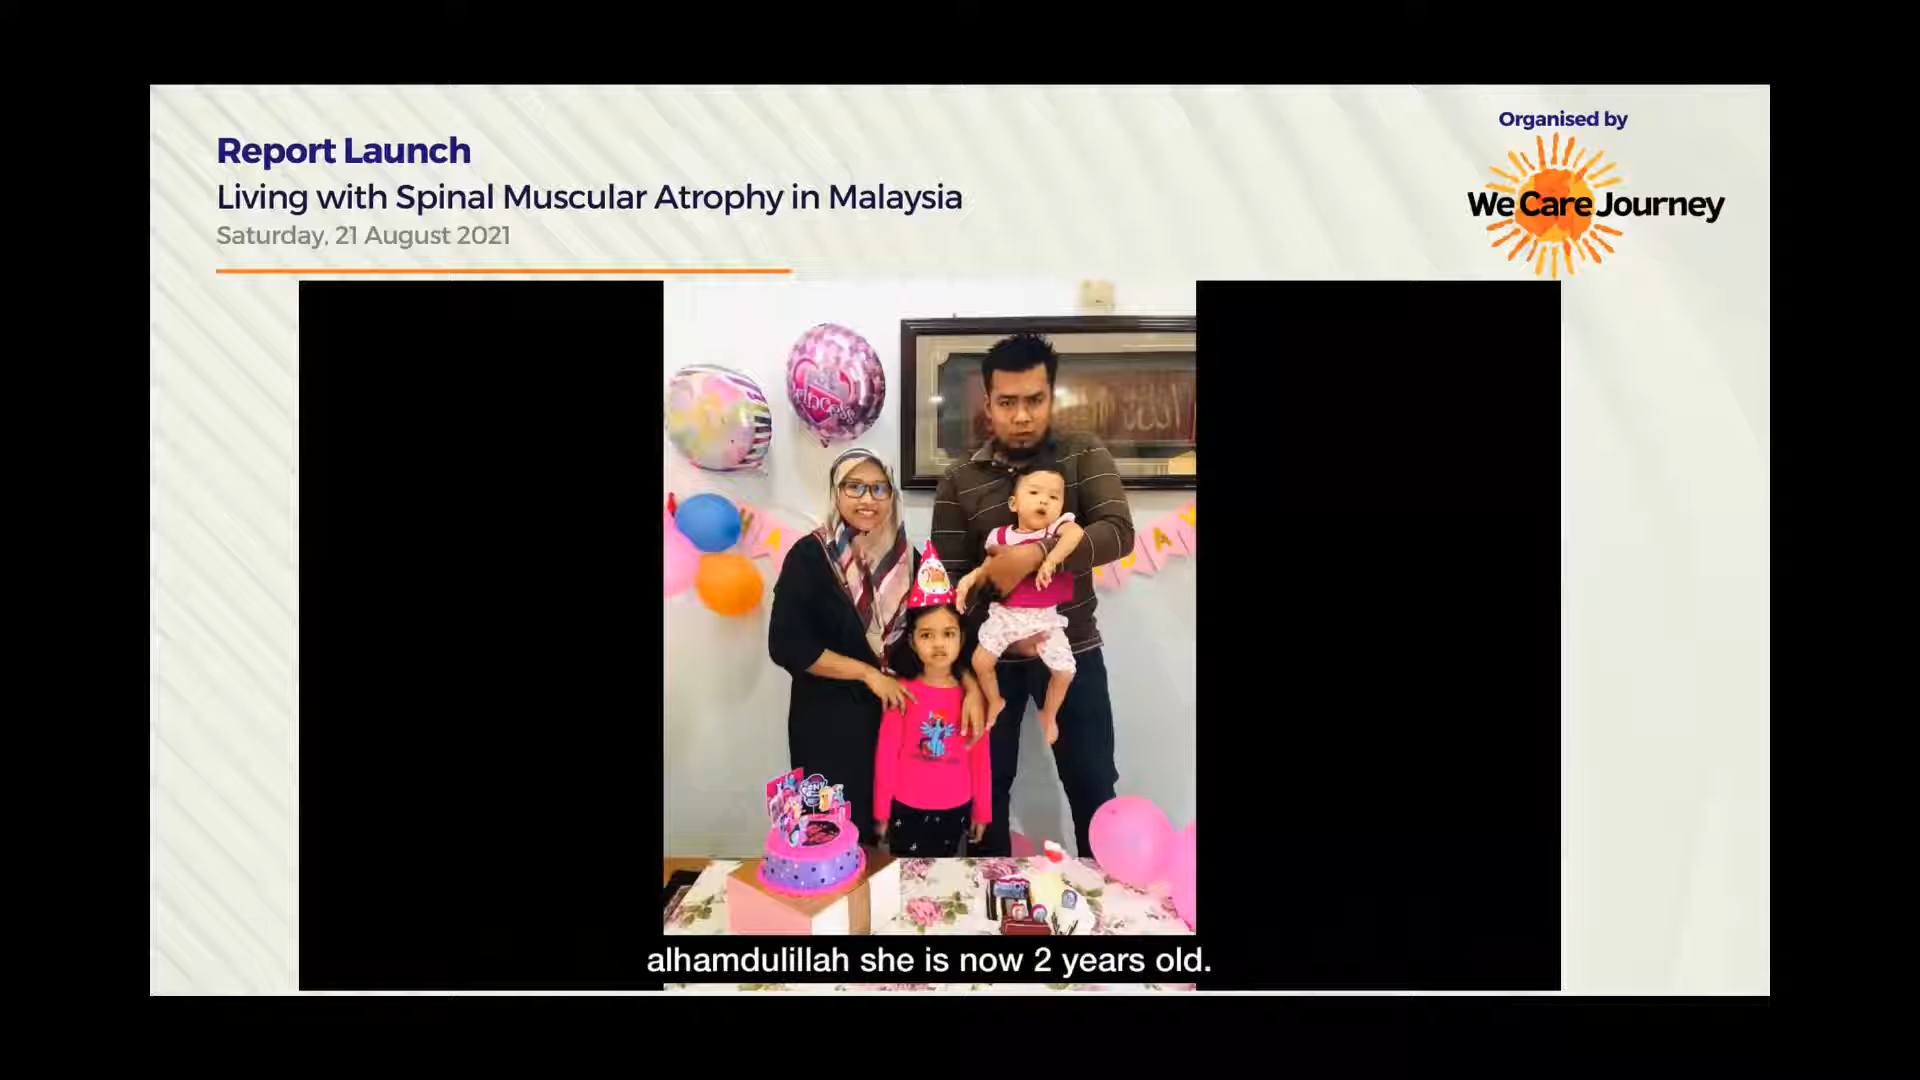 Report Launch
Living with Spinal Muscular Atrophy in Malaysia
Saturday, 21 August 2021
Organised by
We Care Journey
Princess
A
A
Y
alhamdulillah she is now 2 years old.